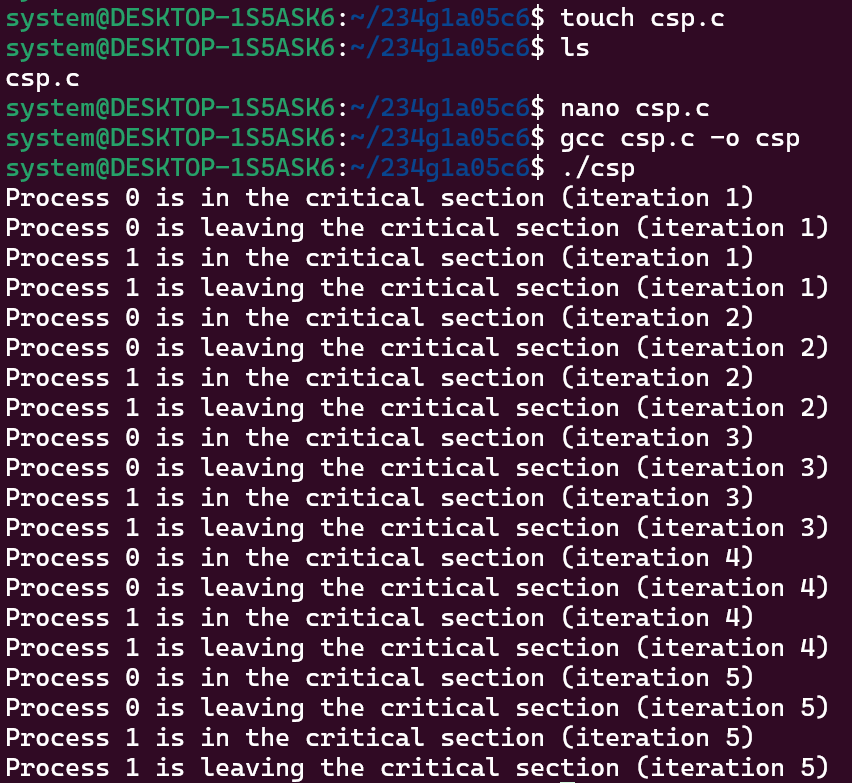 system@DESKTOP-1S5ASK6:~/234g1a05c6$ touch csp.c
system@DESKTOP-1S5ASK6:~/234g1a05c6$ ls
csp.c
system@DESKTOP-1S5ASK6:~/234g1a05c6$ nano csp.c
system@DESKTOP-1S5ASK6:~/234g1a05c6$ gcc csp.c -o csp
system@DESKTOP-1S5ASK6:~/234g1a05c6$ ./csp
Process 0 is in the critical section (iteration 1)
Process 0 is leaving the critical section (iteration 1)
Process 1 is in the critical section (iteration 1)
Process 1 is leaving the critical section (iteration 1)
Process 0 is in the critical section (iteration 2)
Process 0 is leaving the critical section (iteration 2)
Process 1 is in the critical section (iteration 2)
Process 1 is leaving the critical section (iteration 2)
Process 0 is in the critical section (iteration 3)
Process 0 is leaving the critical section (iteration 3)
Process 1 is in the critical section (iteration 3)
Process 1 is leaving the critical section (iteration 3)
Process 0 is in the critical section (iteration 4)
Process 0 is leaving the critical section (iteration 4)
Process 1 is in the critical section (iteration 4)
Process 1 is leaving the critical section (iteration 4)
Process 0 is in the critical section (iteration 5)
Process 0 is leaving the critical section (iteration 5)
Process 1 is in the critical section (iteration 5)
Process 1 is leaving the critical section (iteration 5)